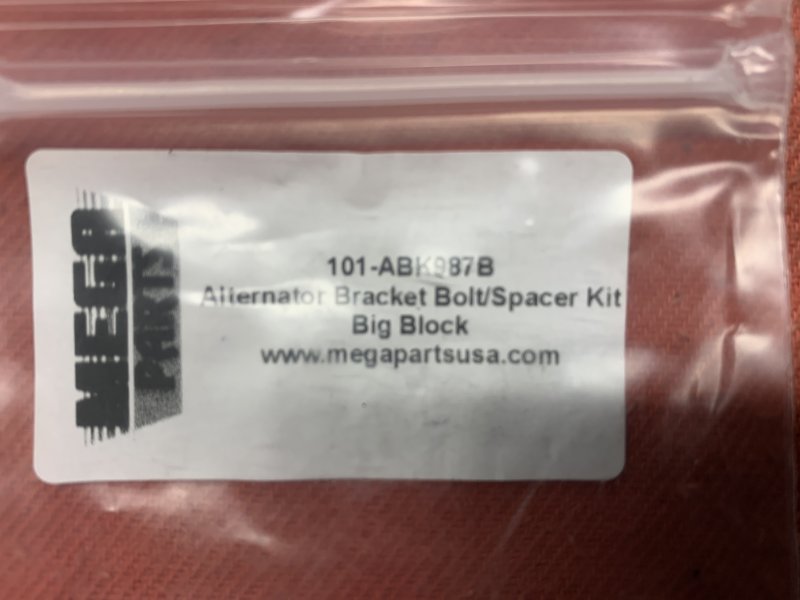 MEGA
PARTS
101-ABK987B
Alternator Bracket Bolt/Spacer Kit
Big Block
www.megapartsusa.com